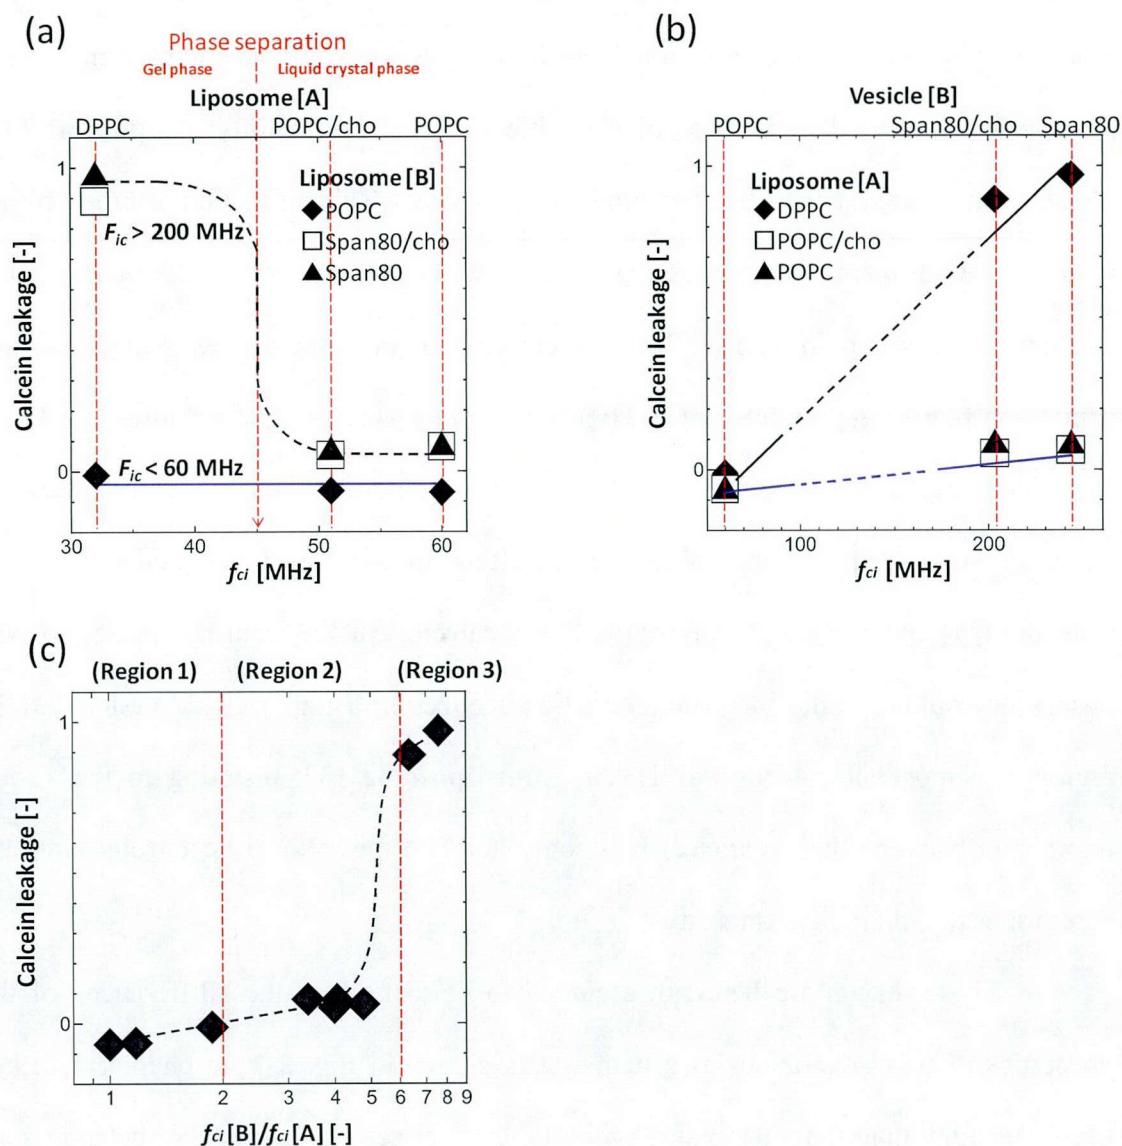 (a)
Phase separation
Gel phase Liquid crystal phase
Liposome [A]
DPPC POPC/cho POPC
Liposome [B]
POPC
Span80/cho
Span80
F_ic > 200 MHz
F_ic < 60 MHz
1
0
Calcein leakage [-]
30 40 50 60
f_ci [MHz]
(b)
Vesicle [B]
POPC Span80/cho Span80
Liposome [A]
DPPC
POPC/cho
POPC
1
0
Calcein leakage [-]
100 200
f_ci [MHz]
(c)
(Region 1) (Region 2) (Region 3)
1
0
Calcein leakage [-]
1 2 3 4 5 6 7 8 9
f_ci[B]/f_ci[A] [-]